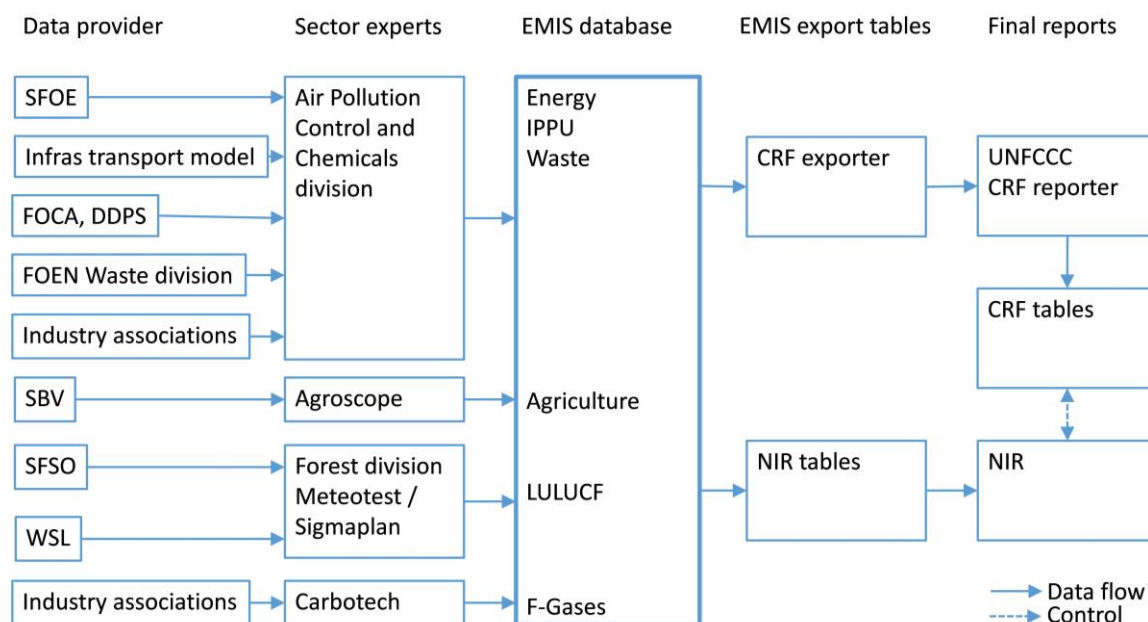 Data provider
Sector experts
EMIS database
EMIS export tables
Final reports
SFOE
Infras transport model
FOCA, DDPS
FOEN Waste division
Industry associations
SBV
SFSO
WSL
Industry associations
Air Pollution
Control and
Chemicals
division
Agroscope
Forest division
Meteotest /
Sigmaplan
Carbotech
Energy
IPPU
Waste
Agriculture
LULUCF
F-Gases
CRF exporter
NIR tables
UNFCCC
CRF reporter
CRF tables
NIR
Data flow
Control